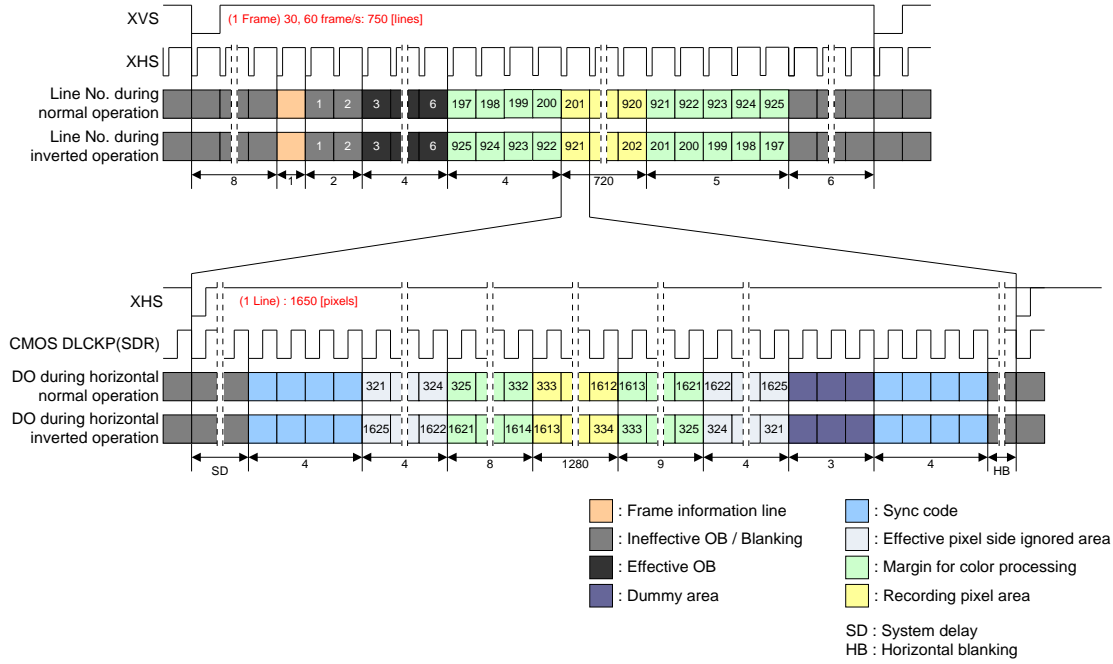 XVS
(1 Frame) 30, 60 frame/s: 750 [lines]
XHS
Line No. during
normal operation
1 2 3 6 197 198 199 200 201 920 921 922 923 924 925
Line No. during
inverted operation
1 2 3 6 925 924 923 922 921 202 201 200 199 198 197
8 1 2 4 4 720 5 6
XHS
(1 Line) : 1650 [pixels]
CMOS DLCKP(SDR)
DO during horizontal
normal operation
321 324 325 332 333 1612 1613 1621 1622 1625
DO during horizontal
inverted operation
1625 1622 1621 1614 1613 334 333 325 324 321
SD 4 4 8 1280 9 4 3 4 HB
: Frame information line
: Ineffective OB / Blanking
: Effective OB
: Dummy area
: Sync code
: Effective pixel side ignored area
: Margin for color processing
: Recording pixel area
SD : System delay
HB : Horizontal blanking